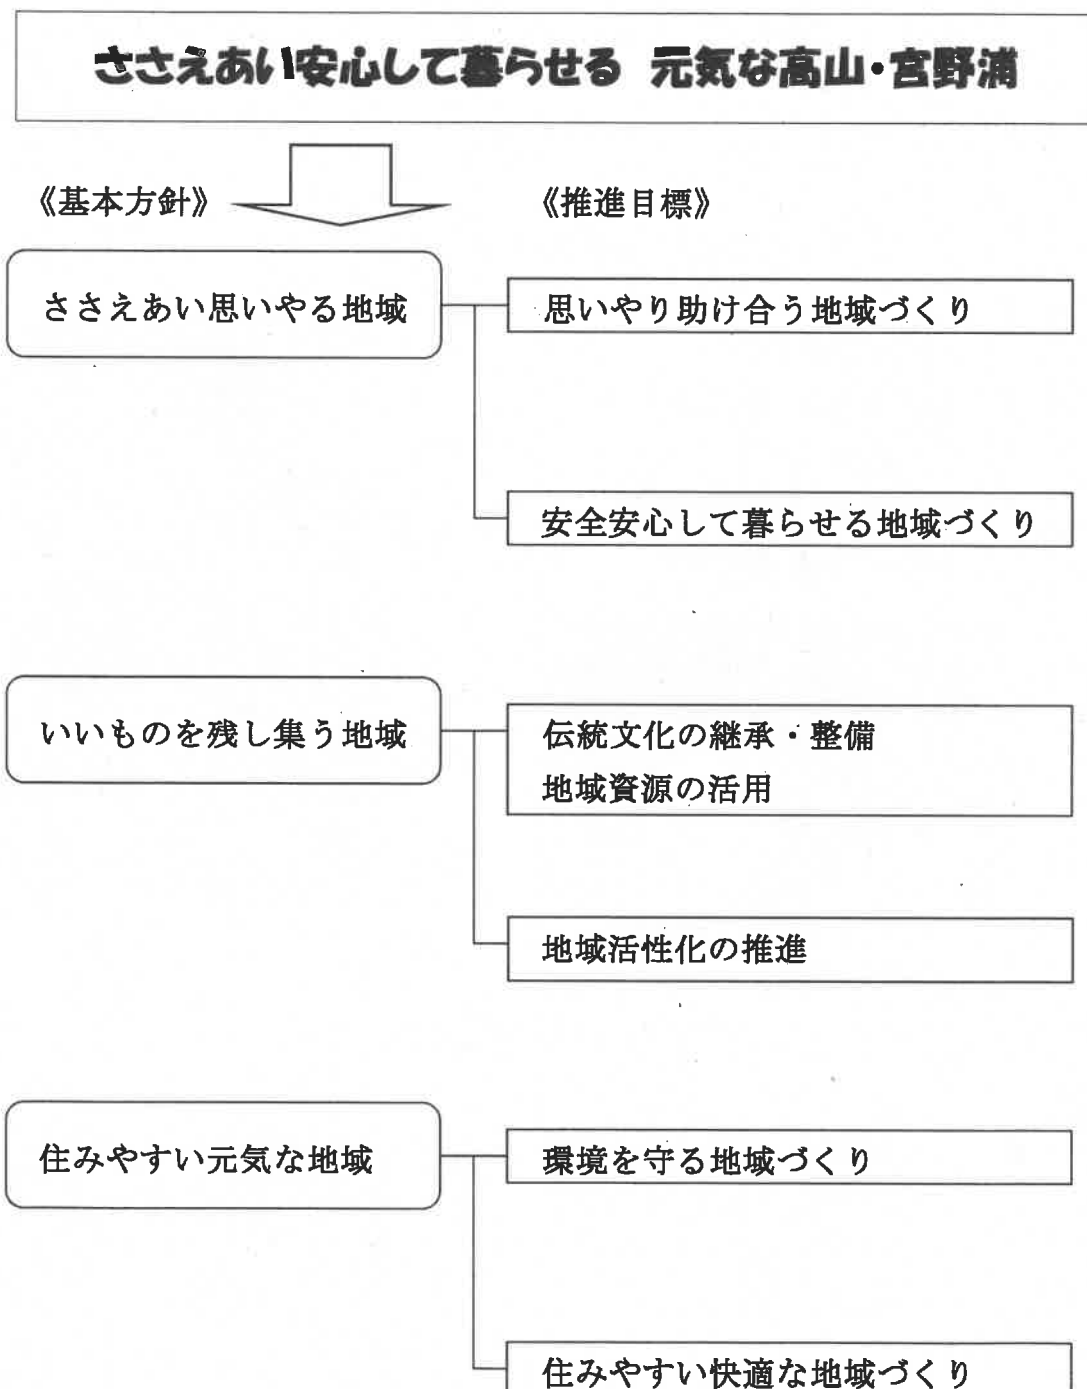 ささえあい安心して暮らせる 元気な高山・宮野浦
《基本方針》
《推進目標》
ささえあい思いやる地域
思いやり助け合う地域づくり
安全安心して暮らせる地域づくり
いいものを残し集う地域
伝統文化の継承・整備
地域資源の活用
地域活性化の推進
住みやすい元気な地域
環境を守る地域づくり
住みやすい快適な地域づくり